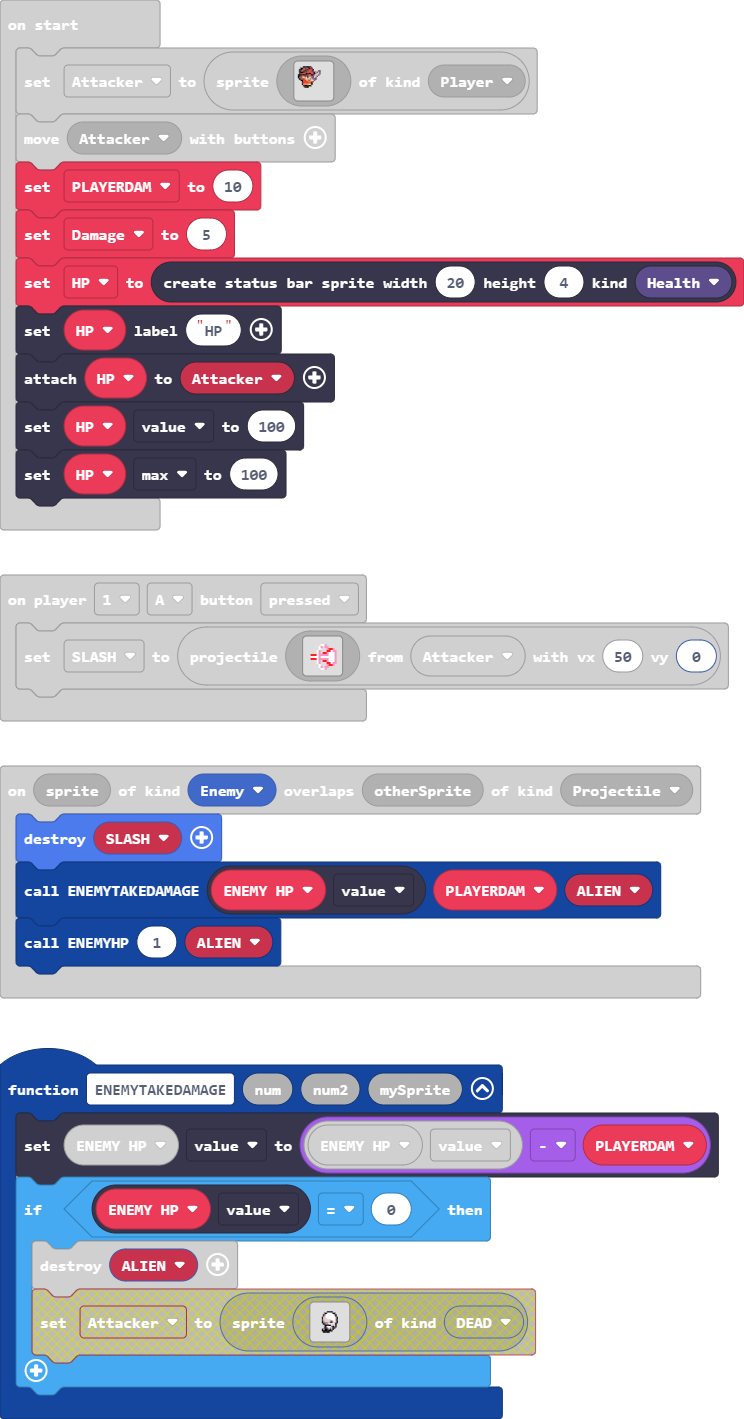 on start
set Attacker to sprite of kind Player
move Attacker with buttons
set PLAYERDAM to 10
set Damage to 5
set HP to create status bar sprite width 20 height 4 kind Health
set HP label "HP"
attach HP to Attacker
set HP value to 100
set HP max to 100
on player 1 A button pressed
set SLASH to projectile from Attacker with vx 50 vy 0
on sprite of kind Enemy overlaps otherSprite of kind Projectile
destroy SLASH
call ENEMYTAKEDAMAGE ENEMY HP value PLAYERDAM ALIEN
call ENEMYHP 1 ALIEN
function ENEMYTAKEDAMAGE num num2 mySprite
set ENEMY HP value to ENEMY HP value - PLAYERDAM
if ENEMY HP value = 0 then
destroy ALIEN
set Attacker to sprite of kind DEAD